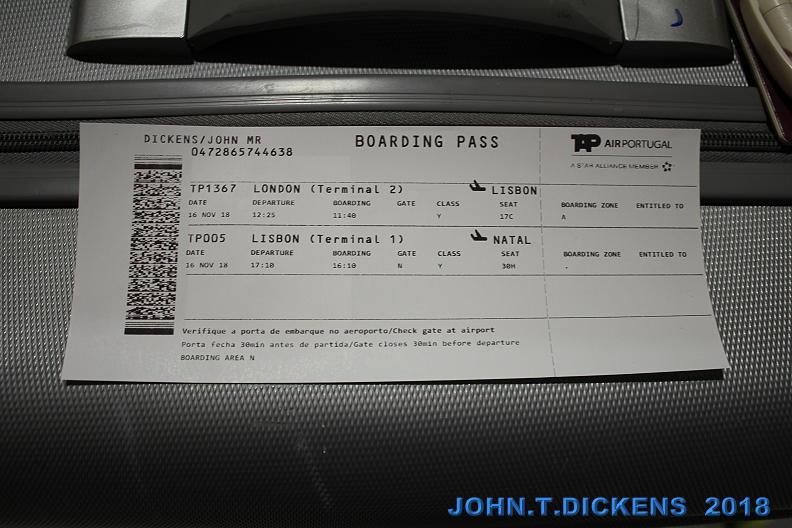 DICKENS/JOHN MR
0472865744638
BOARDING PASS
TAP AIRPORTUGAL
A STAR ALLIANCE MEMBER
TP1367 LONDON (Terminal 2) LISBON
DATE DEPARTURE BOARDING GATE CLASS SEAT BOARDING ZONE ENTITLED TO
16 NOV 18 12:25 11:40 Y 17C A
TP005 LISBON (Terminal 1) NATAL
DATE DEPARTURE BOARDING GATE CLASS SEAT BOARDING ZONE ENTITLED TO
16 NOV 18 17:10 16:10 N Y 30H .
Verifique a porta de embarque no aeroporto/Check gate at airport
Porta fecha 30min antes de partida/Gate closes 30min before departure
BOARDING AREA N
JOHN.T.DICKENS 2018